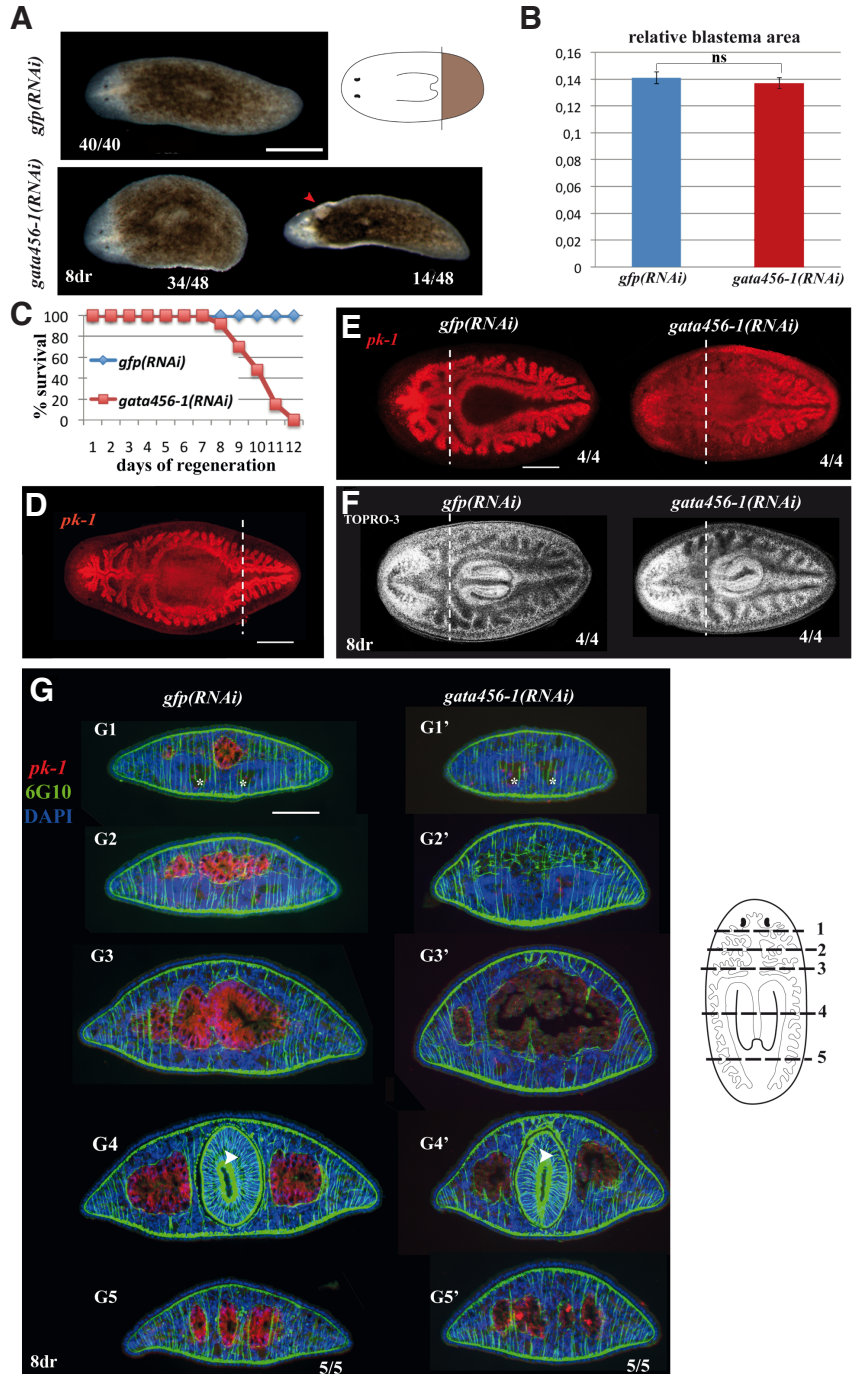 A
gfp(RNAi)
40/40
gata456-1(RNAi)
8dr
34/48
14/48
B
relative blastema area
ns
0,16
0,14
0,12
0,1
0,08
0,06
0,04
0,02
0
gfp(RNAi)
gata456-1(RNAi)
C
% survival
100
80
60
40
20
0
gfp(RNAi)
gata456-1(RNAi)
1 2 3 4 5 6 7 8 9 10 11 12
days of regeneration
E
pk-1
gfp(RNAi)
gata456-1(RNAi)
4/4
4/4
D
pk-1
F
TOPRO-3
gfp(RNAi)
gata456-1(RNAi)
8dr
4/4
4/4
G
gfp(RNAi)
gata456-1(RNAi)
pk-1
6G10
DAPI
G1
* *
G1’
* *
G2
G2’
G3
G3’
G4
G4’
G5
G5’
8dr
5/5
5/5
1
2
3
4
5